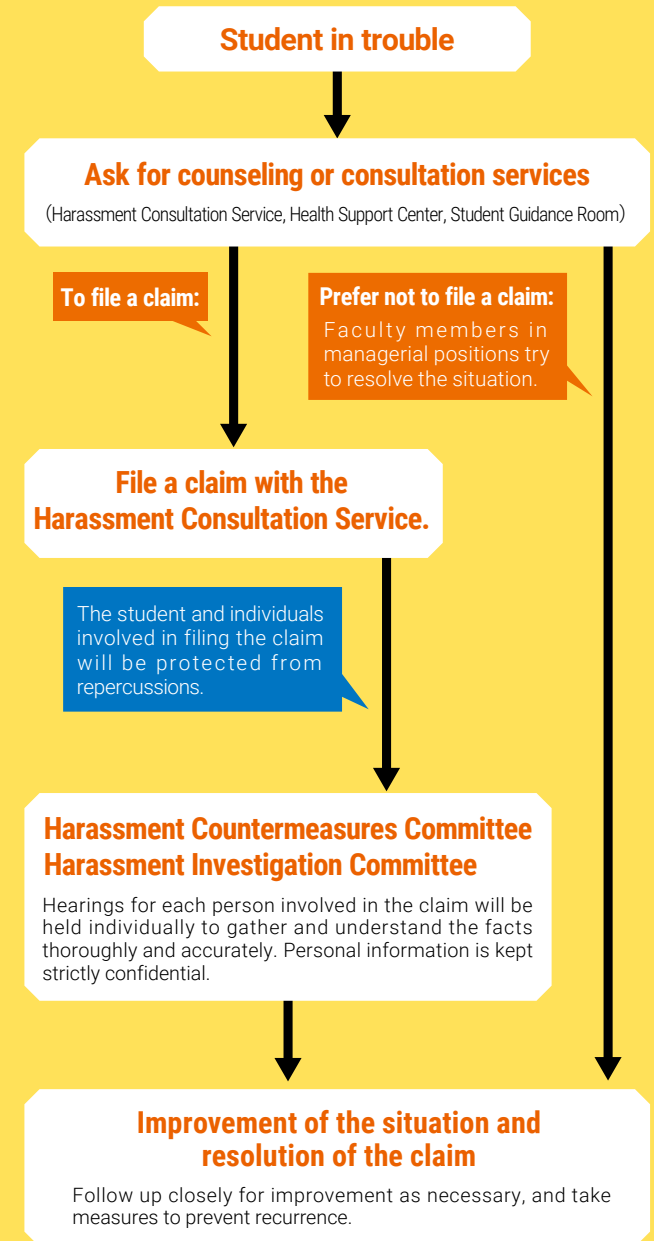 Student in trouble
Ask for counseling or consultation services
(Harassment Consultation Service, Health Support Center, Student Guidance Room)
To file a claim:
Prefer not to file a claim:
Faculty members in
managerial positions try
to resolve the situation.
File a claim with the
Harassment Consultation Service.
The student and individuals
involved in filing the claim
will be protected from
repercussions.
Harassment Countermeasures Committee
Harassment Investigation Committee
Hearings for each person involved in the claim will be
held individually to gather and understand the facts
thoroughly and accurately. Personal information is kept
strictly confidential.
Improvement of the situation and
resolution of the claim
Follow up closely for improvement as necessary, and take
measures to prevent recurrence.